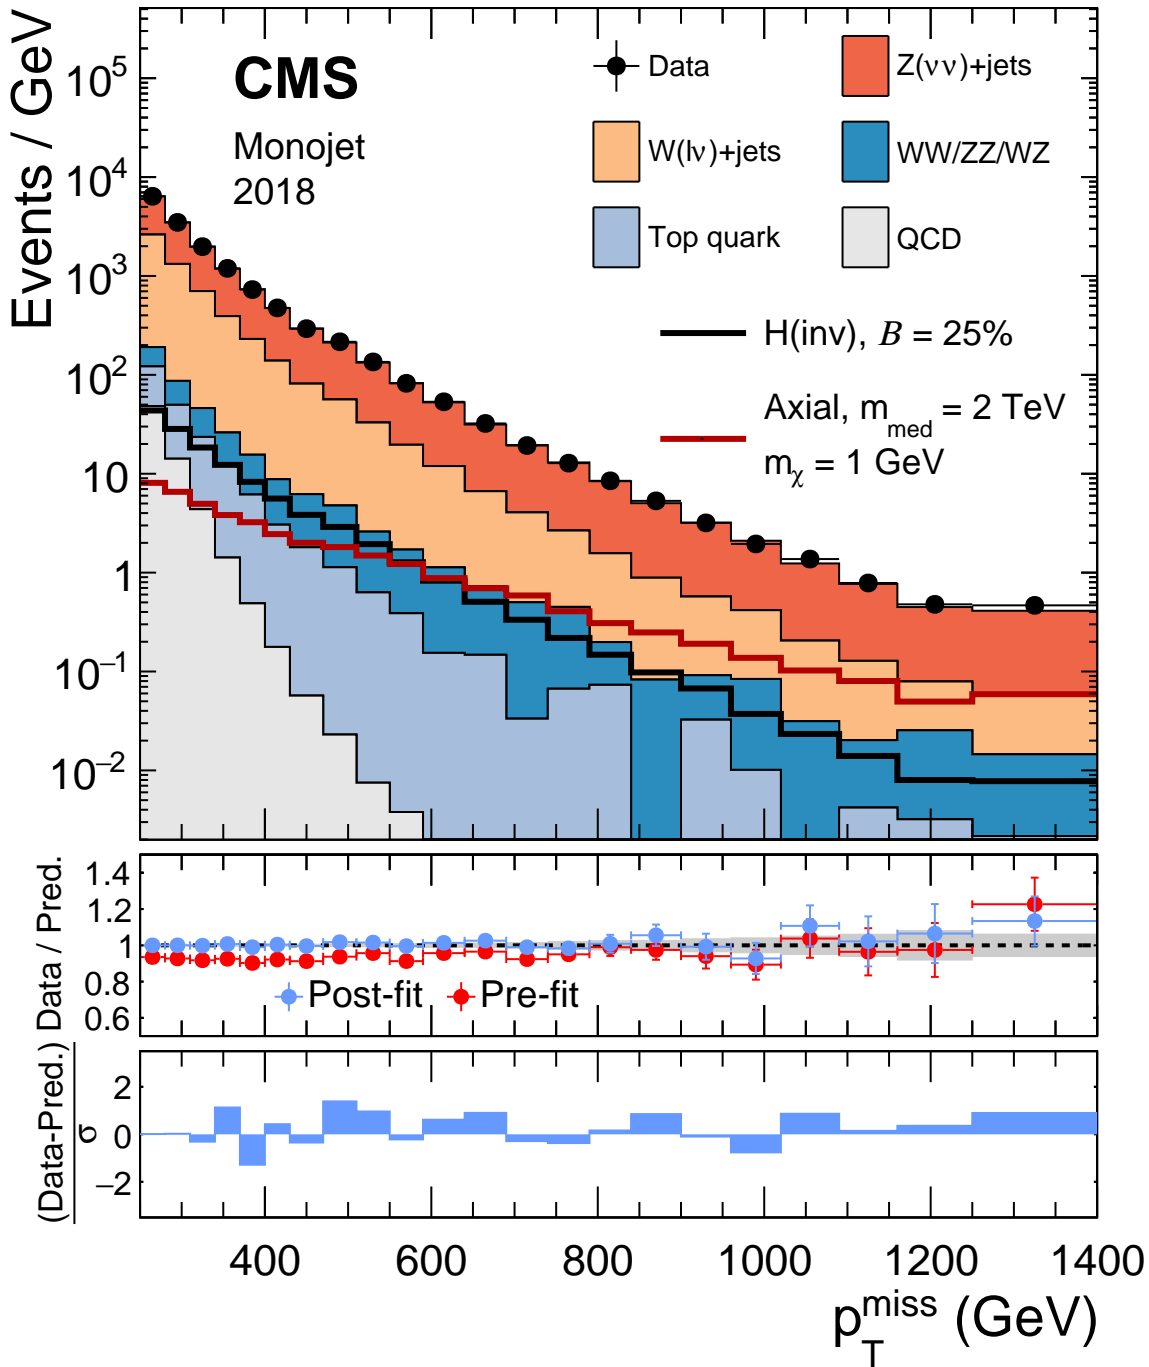 Events / GeV
10^5
10^4
10^3
10^2
10
1
10^−1
10^−2
CMS
Monojet
2018
Data
Z(νν)+jets
W(lν)+jets
WW/ZZ/WZ
Top quark
QCD
H(inv), B = 25%
Axial, m_med = 2 TeV
m_χ = 1 GeV
Data / Pred.
1.4
1.2
1
0.8
0.6
Post-fit
Pre-fit
(Data-Pred.)
σ
2
0
−2
400 600 800 1000 1200 1400
p_T^miss (GeV)